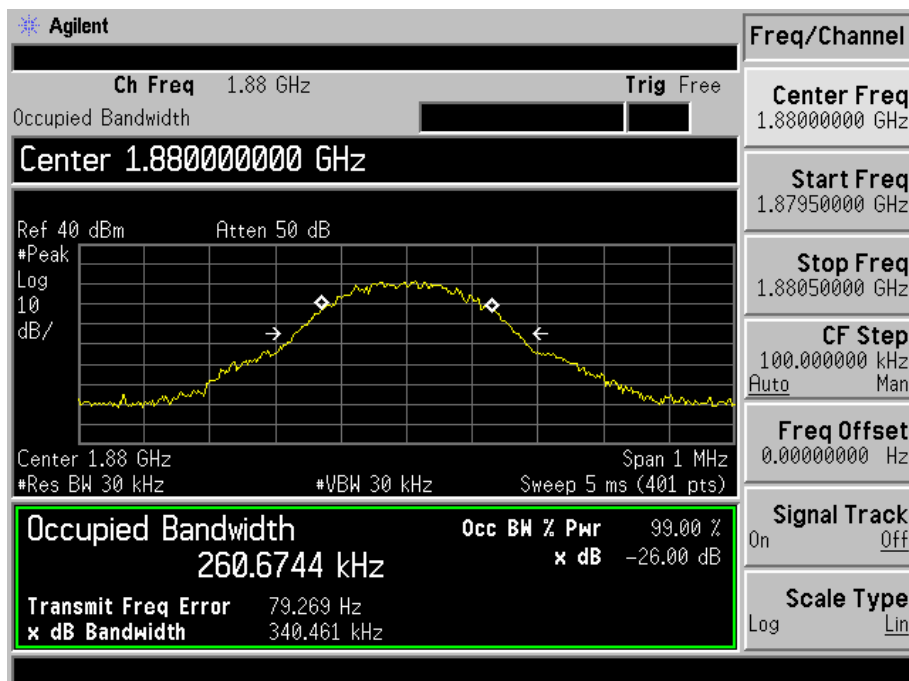 Agilent
Freq/Channel
Ch Freq 1.88 GHz Trig Free
Occupied Bandwidth
Center 1.880000000 GHz
Ref 40 dBm Atten 50 dB
#Peak
Log
10
dB/
Center 1.88 GHz Span 1 MHz
#Res BW 30 kHz #VBW 30 kHz Sweep 5 ms (401 pts)
Occupied Bandwidth Occ BW % Pwr 99.00 %
260.6744 kHz x dB -26.00 dB
Transmit Freq Error 79.269 Hz
x dB Bandwidth 340.461 kHz
Center Freq
1.88000000 GHz
Start Freq
1.87950000 GHz
Stop Freq
1.88050000 GHz
CF Step
100.000000 kHz
Auto Man
Freq Offset
0.00000000 Hz
Signal Track
On Off
Scale Type
Log Lin